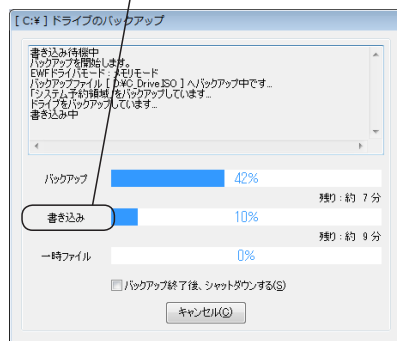 [ C:¥ ] ドライブのバックアップ
書き込み待機中
バックアップを開始します。
EWFドライバモード : メモリモード
バックアップファイル [ D:¥C_Drive.ISO ] へバックアップ中です...
「システム予約領域」をバックアップしています...
ドライブをバックアップしています...
書き込み中
バックアップ 42%
残り : 約 7 分
書き込み 10%
残り : 約 9 分
一時ファイル 0%
バックアップ終了後、シャットダウンする(S)
キャンセル(C)